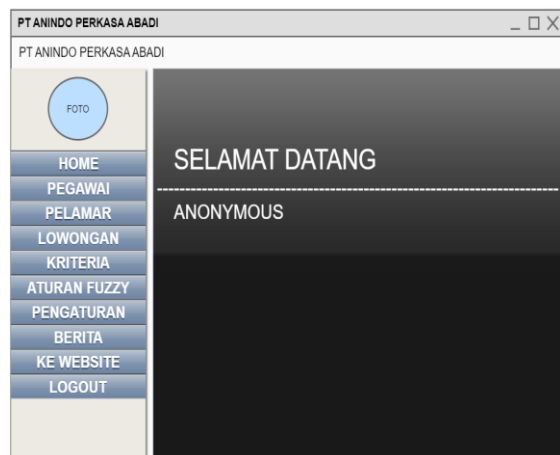 PT ANINDO PERKASA ABADI
PT ANINDO PERKASA ABADI
FOTO
HOME
PEGAWAI
PELAMAR
LOWONGAN
KRITERIA
ATURAN FUZZY
PENGATURAN
BERITA
KE WEBSITE
LOGOUT
SELAMAT DATANG
ANONYMOUS